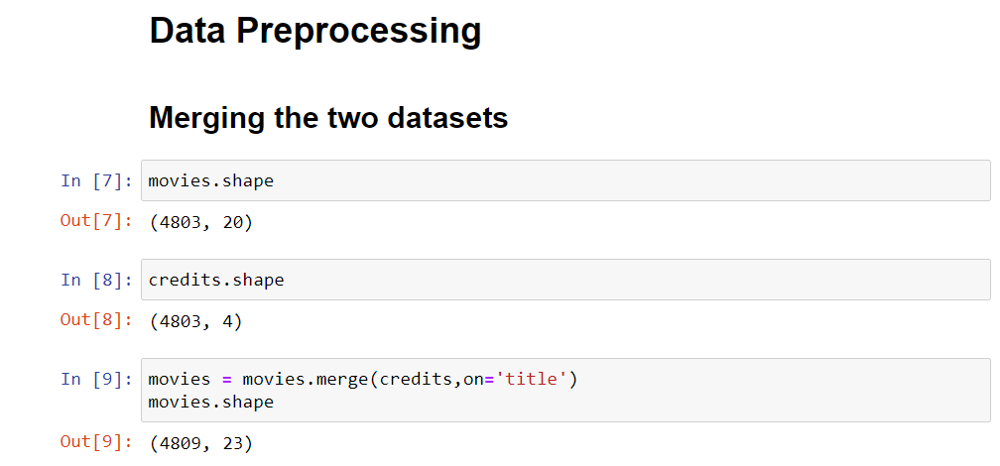 Data Preprocessing
Merging the two datasets
In [7]: movies.shape
Out[7]: (4803, 20)
In [8]: credits.shape
Out[8]: (4803, 4)
In [9]: movies = movies.merge(credits,on='title')
movies.shape
Out[9]: (4809, 23)